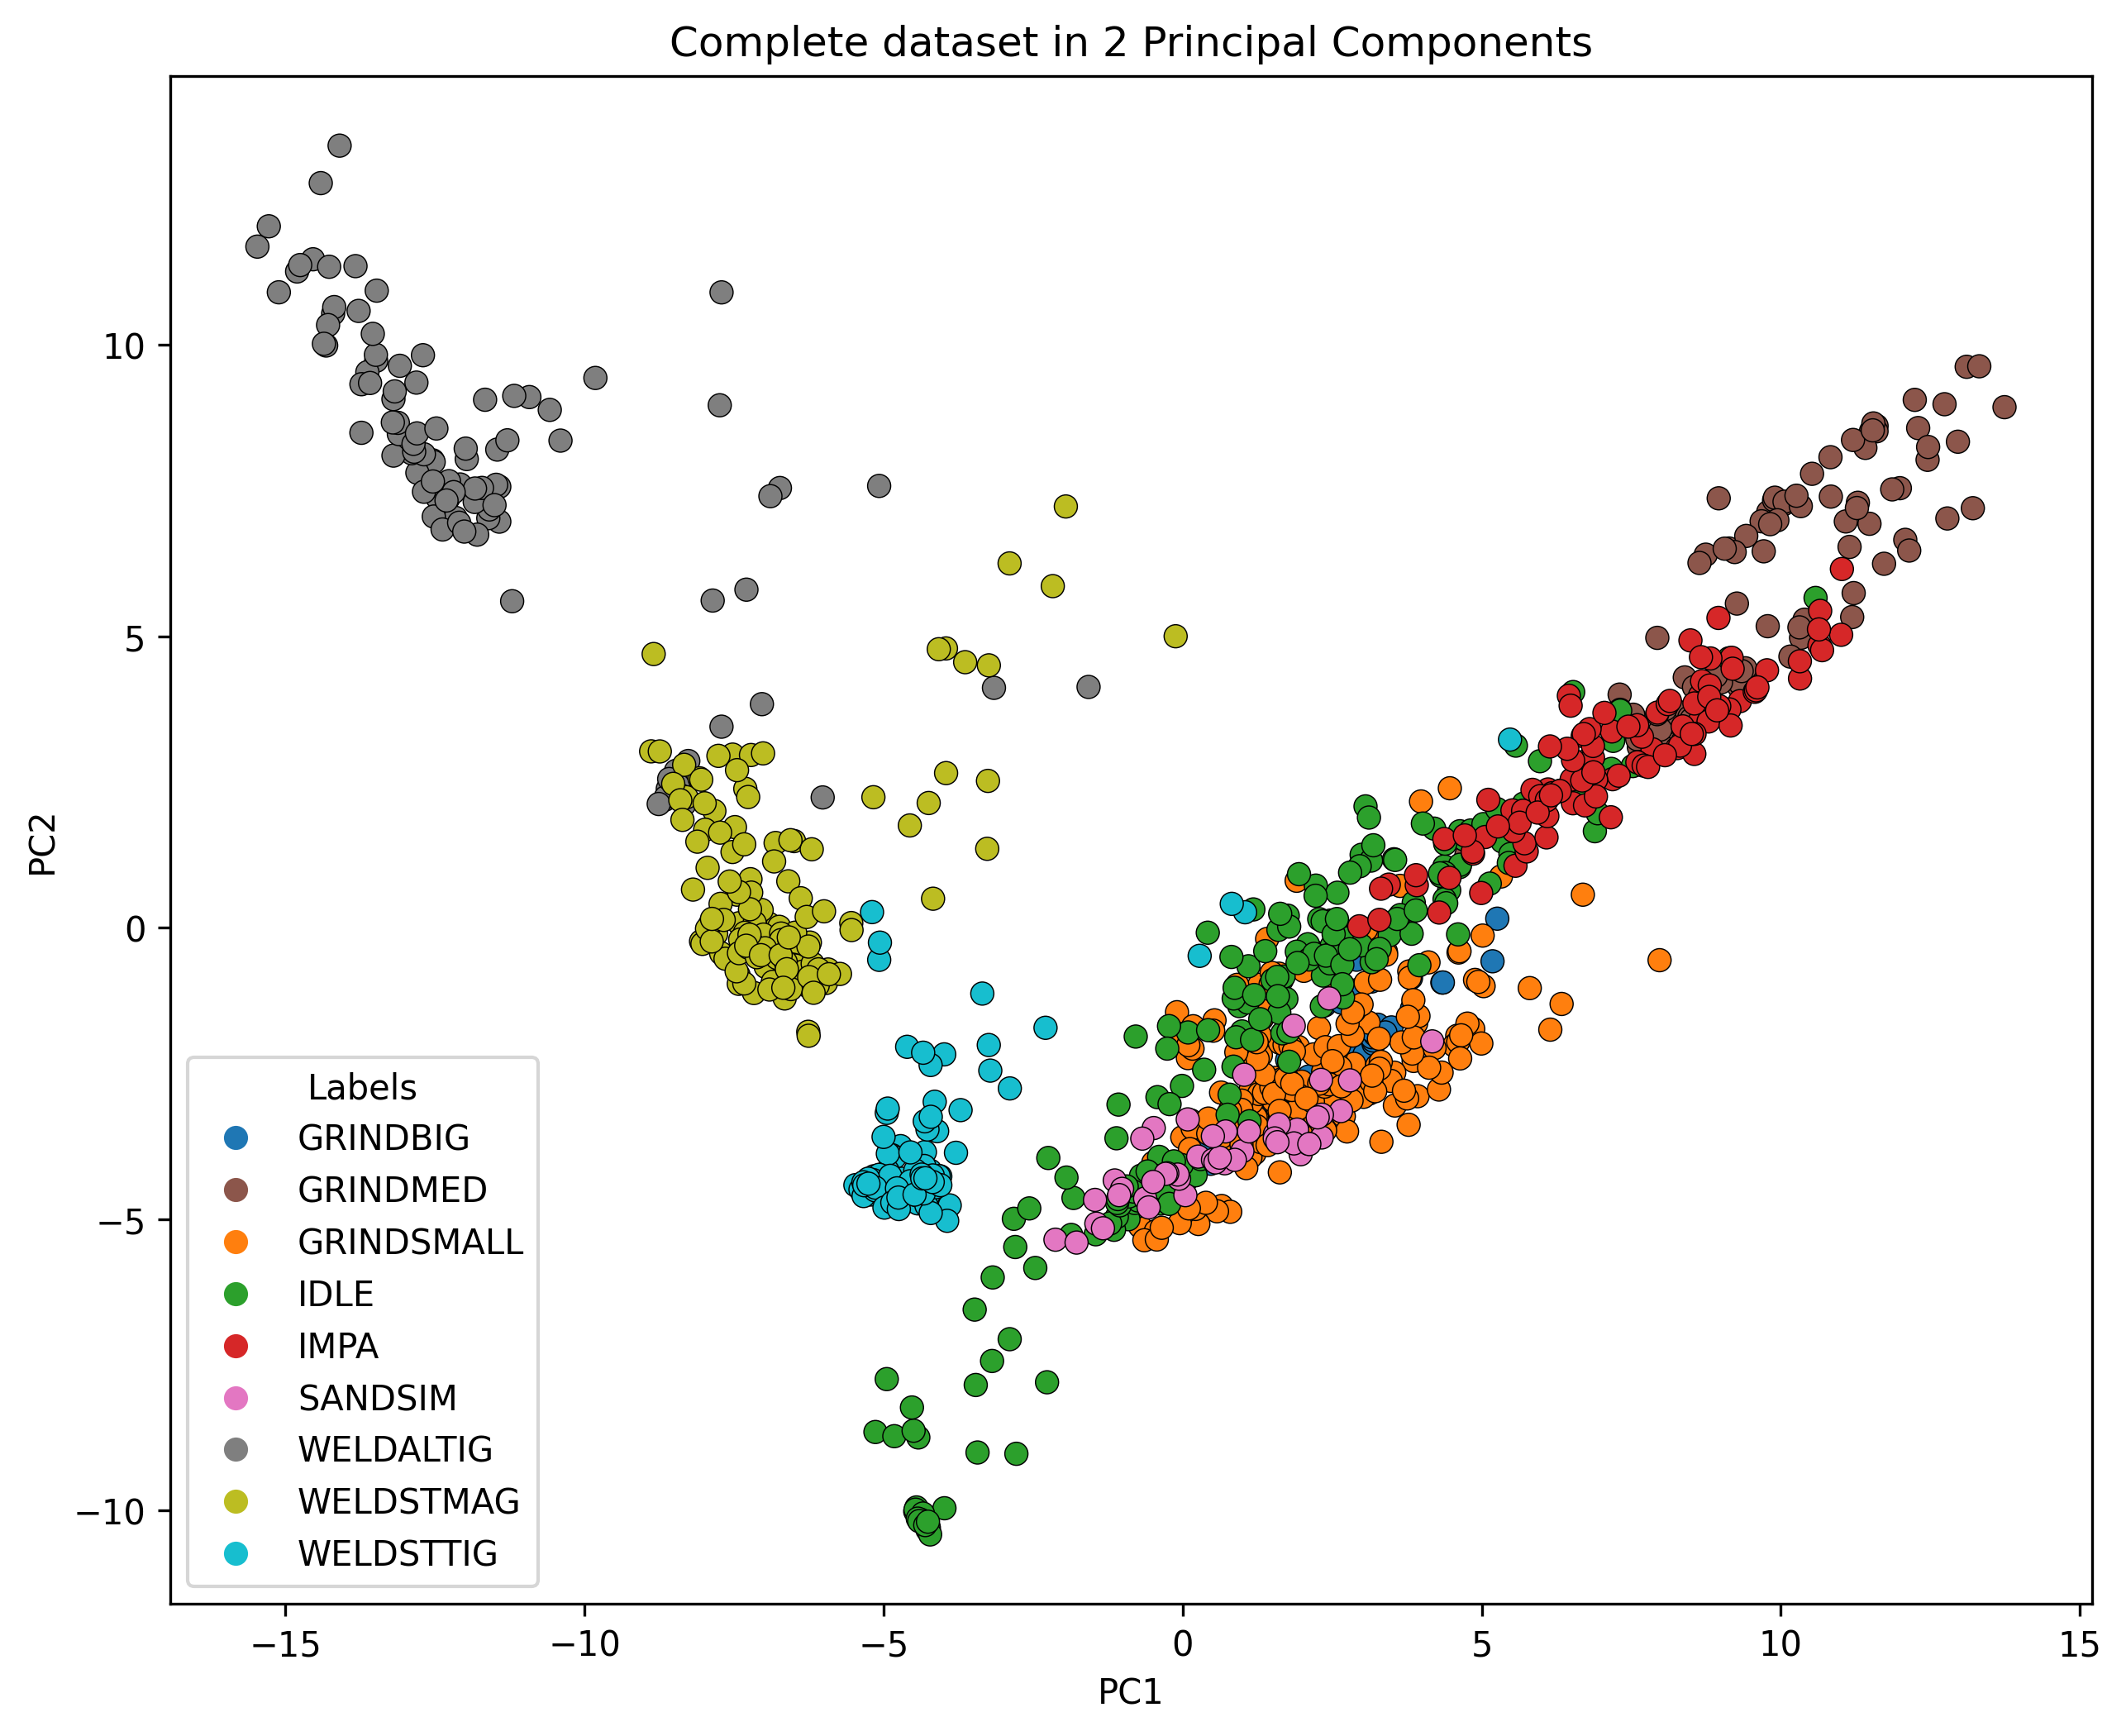 Complete dataset in 2 Principal Components
10
5
0
−5
−10
PC2
Labels
GRINDBIG
GRINDMED
GRINDSMALL
IDLE
IMPA
SANDSIM
WELDALTIG
WELDSTMAG
WELDSTTIG
−15 −10 −5 0 5 10 15
PC1